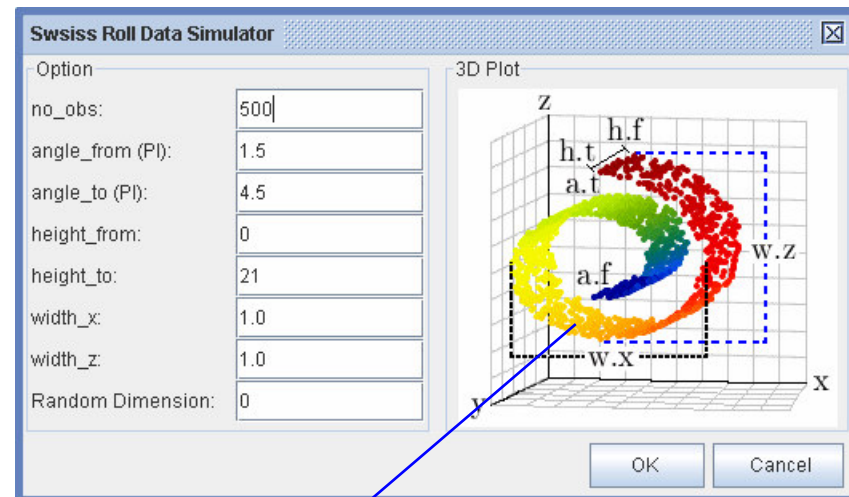 Swsiss Roll Data Simulator
Option
no_obs: 500
angle_from (PI): 1.5
angle_to (PI): 4.5
height_from: 0
height_to: 21
width_x: 1.0
width_z: 1.0
Random Dimension: 0
3D Plot
z
h.f
h.t
a.t
w.z
a.f
w.x
x
y
OK
Cancel